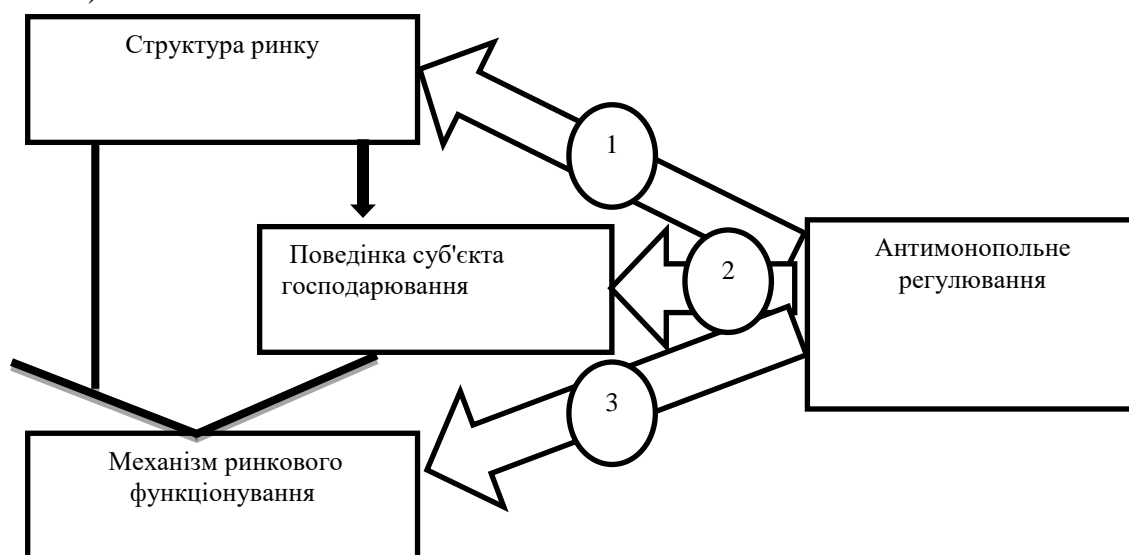 )
Структура ринку
1
Поведінка суб'єкта
господарювання
2
Антимонопольне
регулювання
3
Механізм ринкового
функціонування